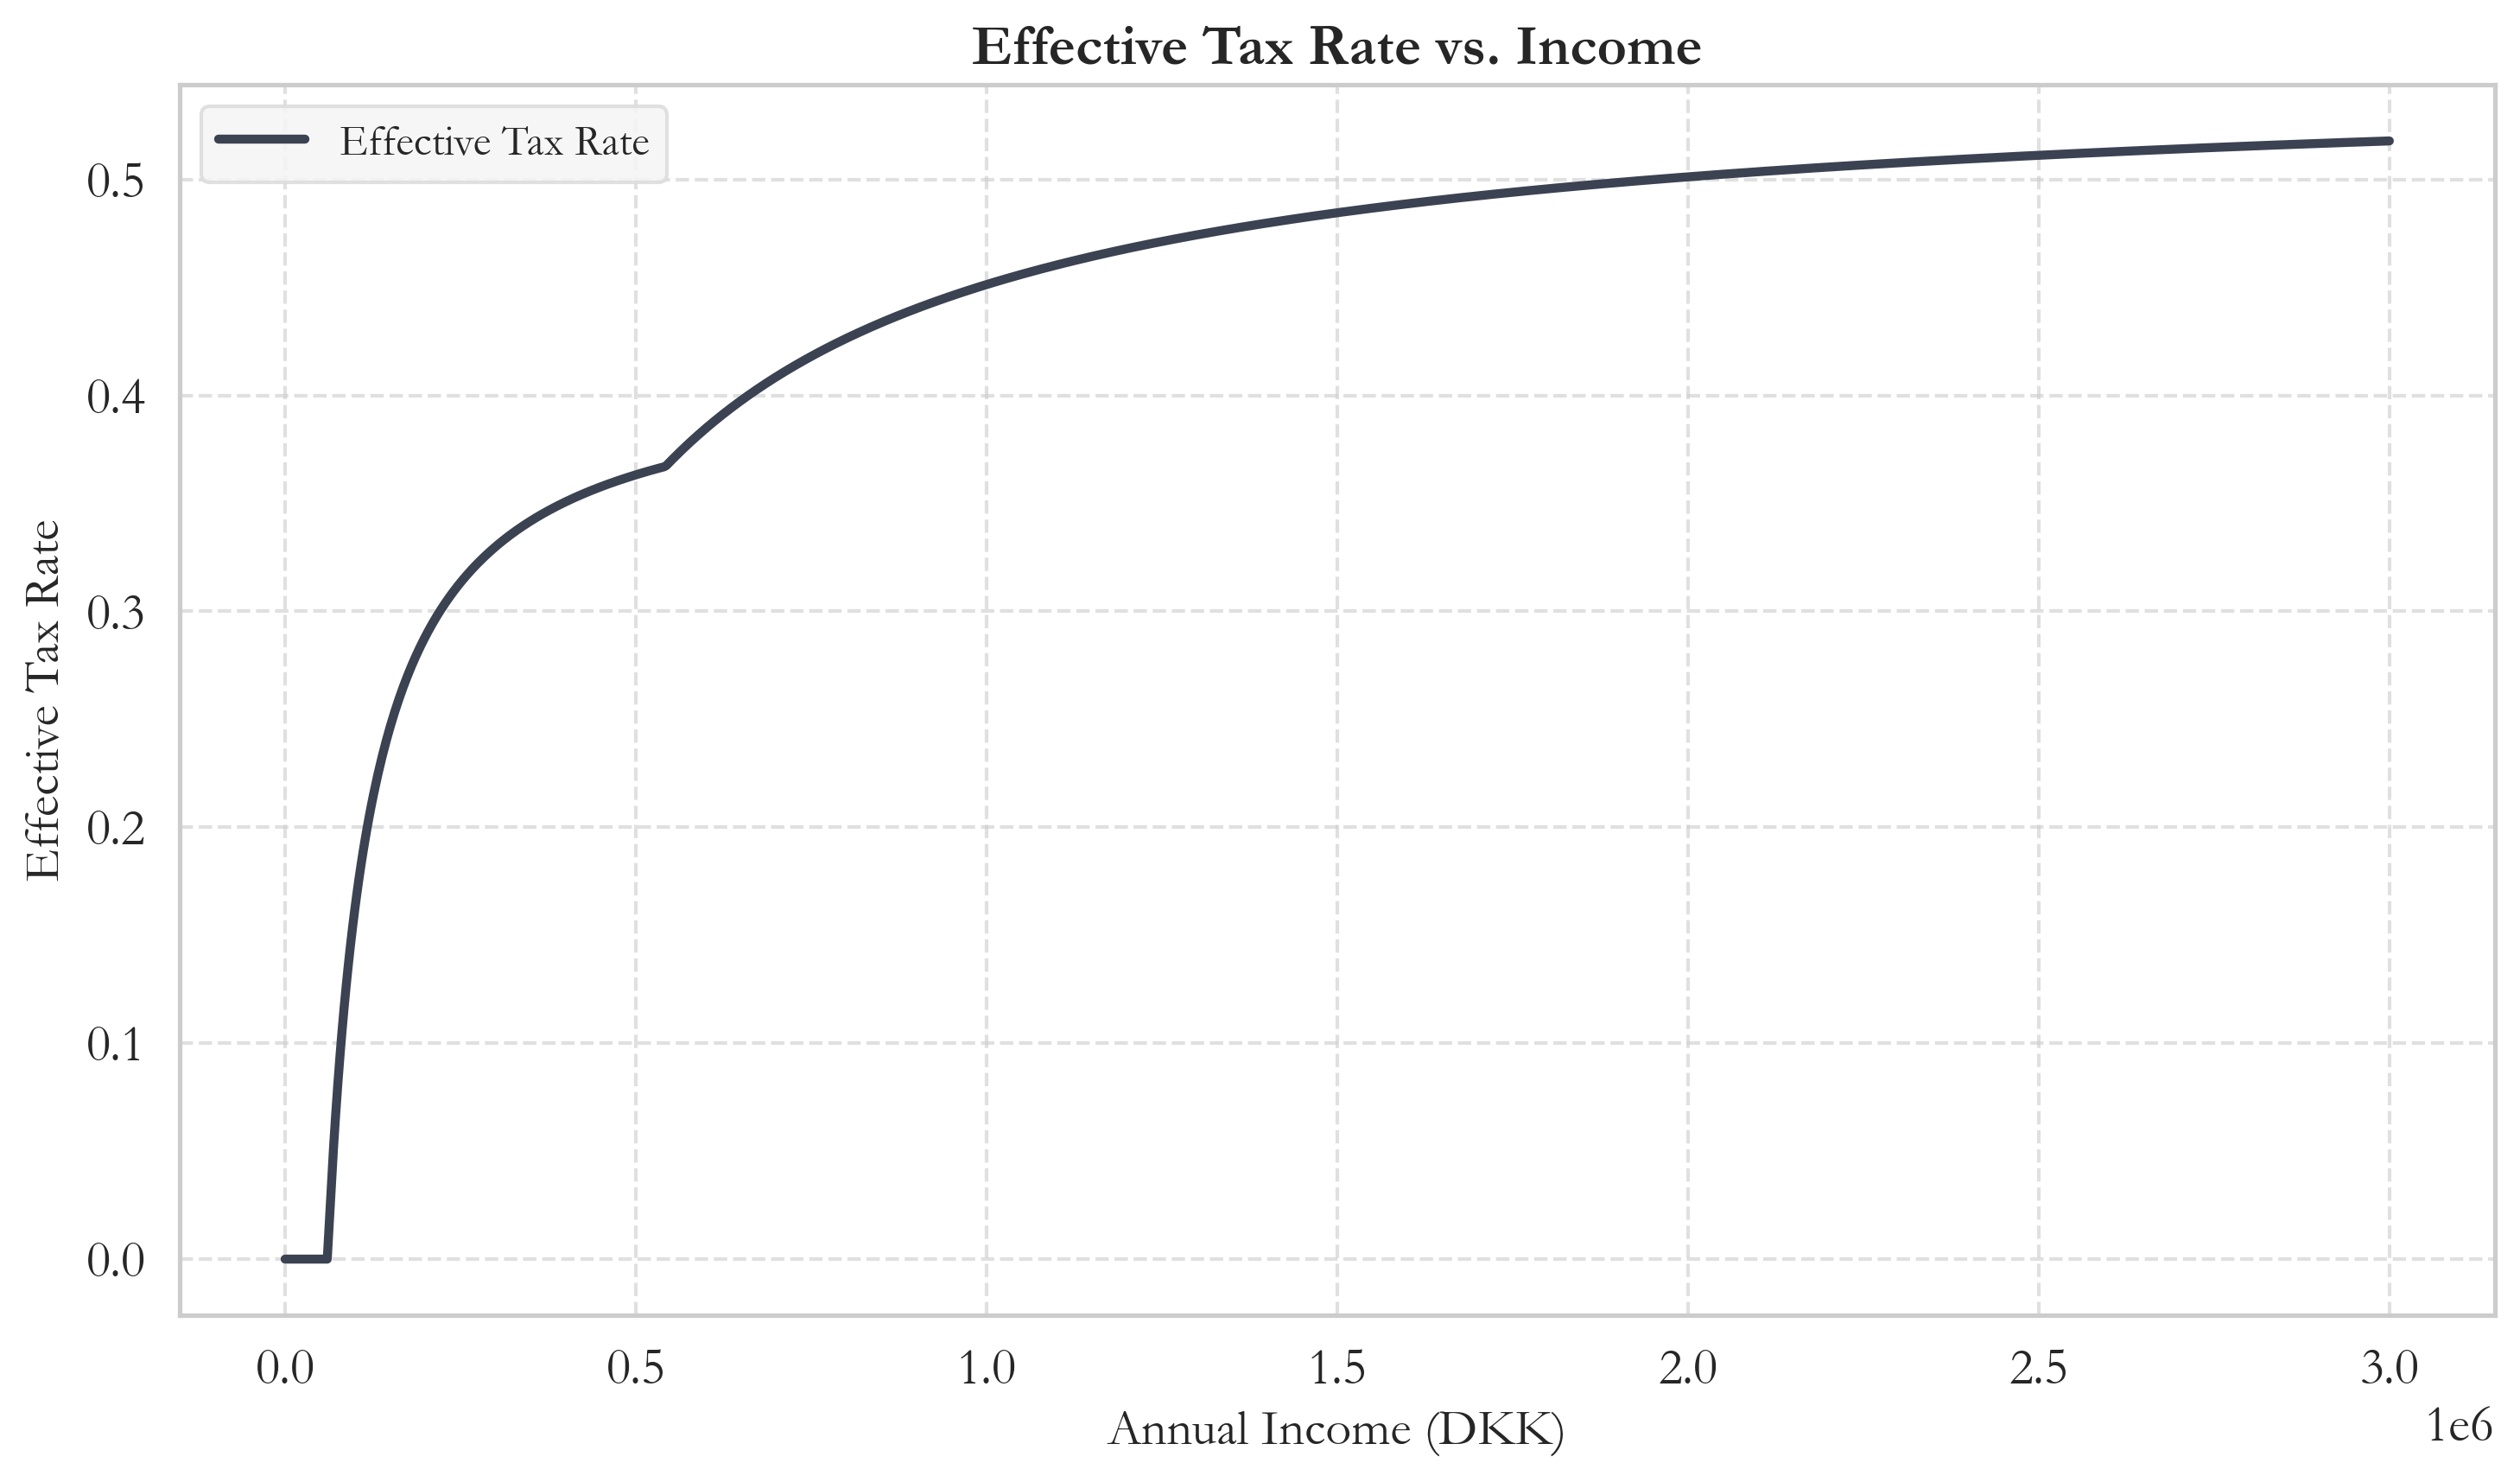 Effective Tax Rate vs. Income
Effective Tax Rate
0.5
0.4
0.3
0.2
0.1
0.0
Effective Tax Rate
0.0 0.5 1.0 1.5 2.0 2.5 3.0
1e6
Annual Income (DKK)